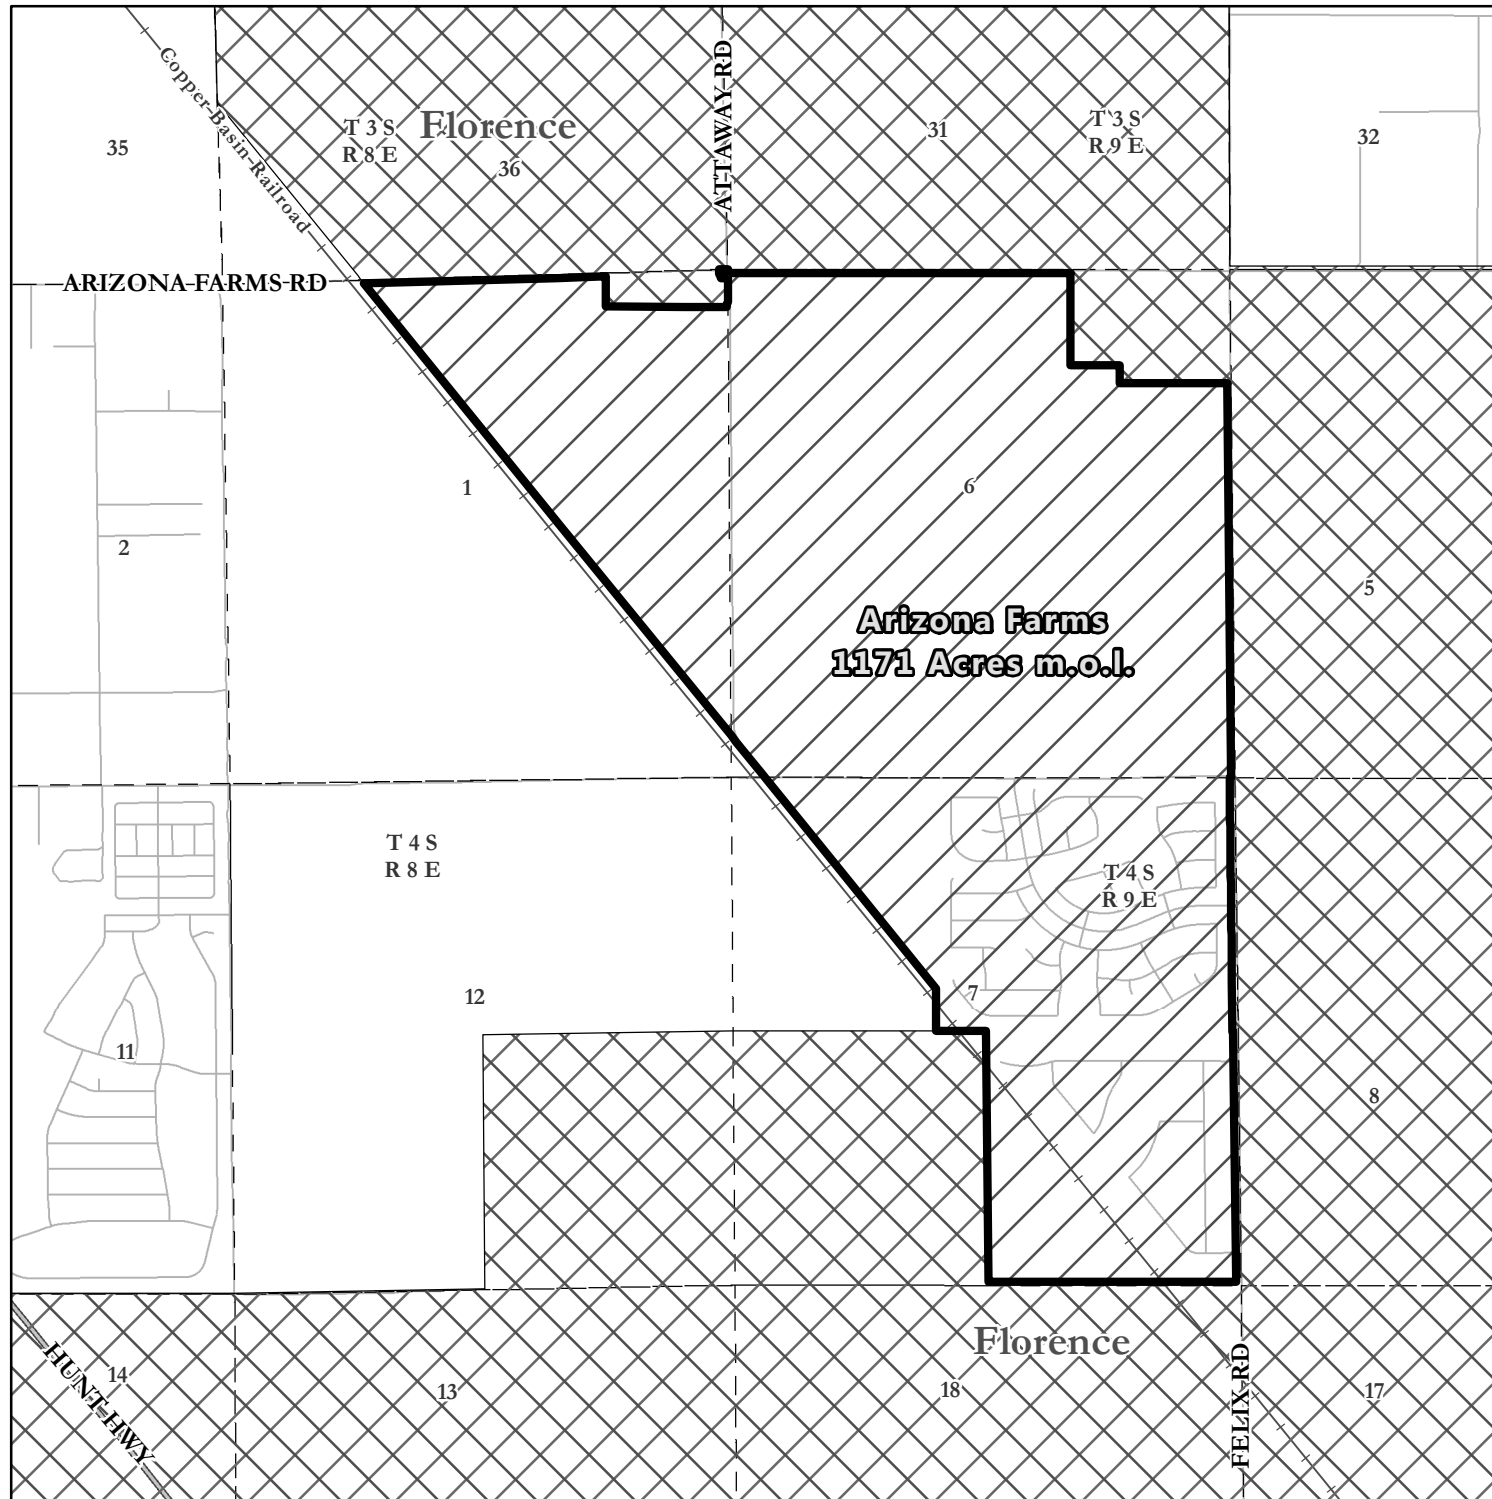 Copper Basin Railroad
ATTAWAY RD
T 3 S
R 8 E
Florence
36
31
T 3 S
R 9 E
32
35
ARIZONA FARMS RD
1
6
2
5
Arizona Farms
1171 Acres m.o.l.
T 4 S
R 8 E
T 4 S
R 9 E
12
7
11
8
Florence
HUNT HWY
14
13
18
FELIX RD
17